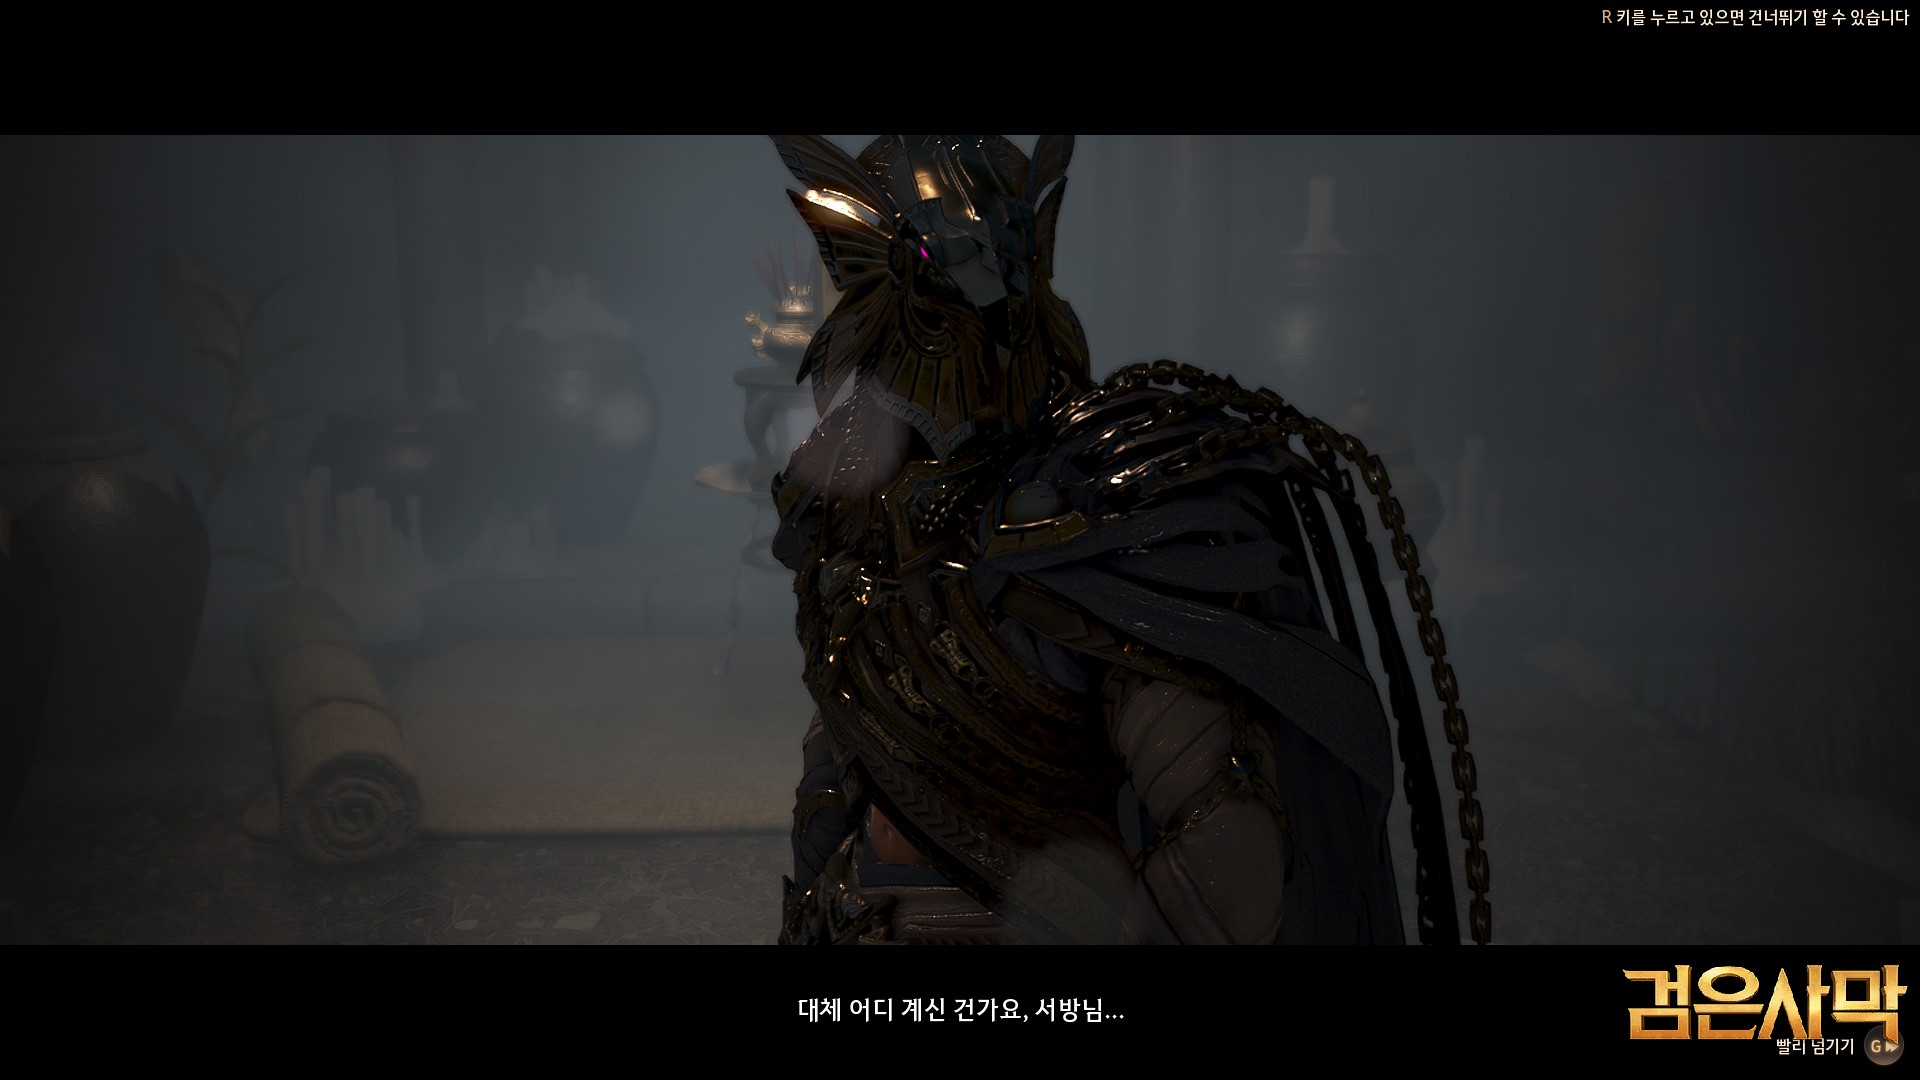 R 키를 누르고 있으면 건너뛰기 할 수 있습니다
대체 어디 계신 건가요, 서방님...
검은사막
빨리 넘기기 G